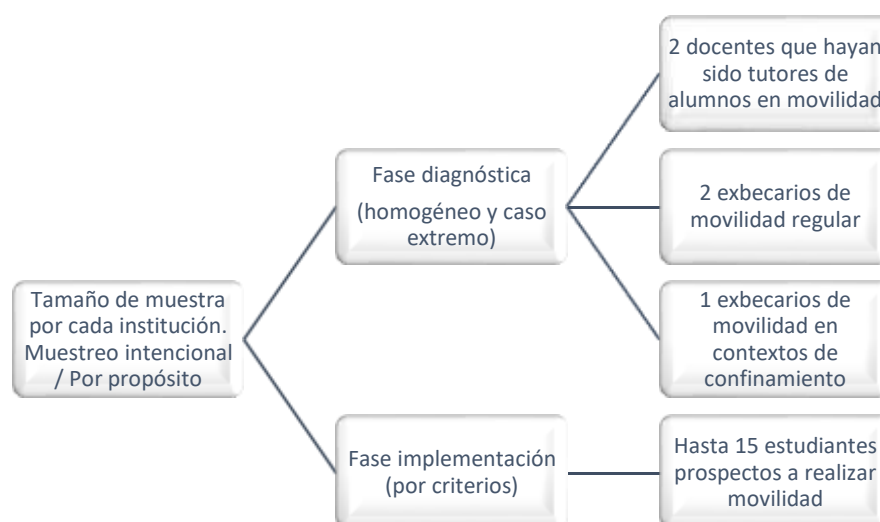 2 docentes que hayan
sido tutores de
alumnos en movilidad
Fase diagnóstica
(homogéneo y caso
extremo)
2 exbecarios de
movilidad regular
Tamaño de muestra
por cada institución.
Muestreo intencional
/ Por propósito
1 exbecarios de
movilidad en
contextos de
confinamiento
Fase implementación
(por criterios)
Hasta 15 estudiantes
prospectos a realizar
movilidad